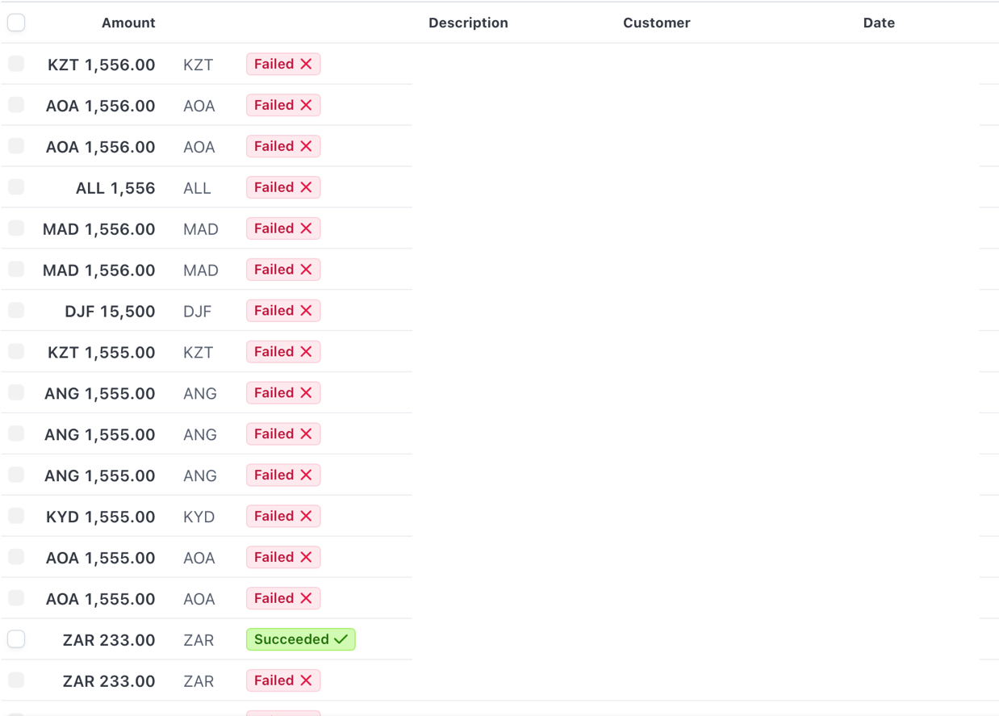 Amount Description Customer Date
KZT 1,556.00 KZT Failed
AOA 1,556.00 AOA Failed
AOA 1,556.00 AOA Failed
ALL 1,556 ALL Failed
MAD 1,556.00 MAD Failed
MAD 1,556.00 MAD Failed
DJF 15,500 DJF Failed
KZT 1,555.00 KZT Failed
ANG 1,555.00 ANG Failed
ANG 1,555.00 ANG Failed
ANG 1,555.00 ANG Failed
KYD 1,555.00 KYD Failed
AOA 1,555.00 AOA Failed
AOA 1,555.00 AOA Failed
ZAR 233.00 ZAR Succeeded
ZAR 233.00 ZAR Failed